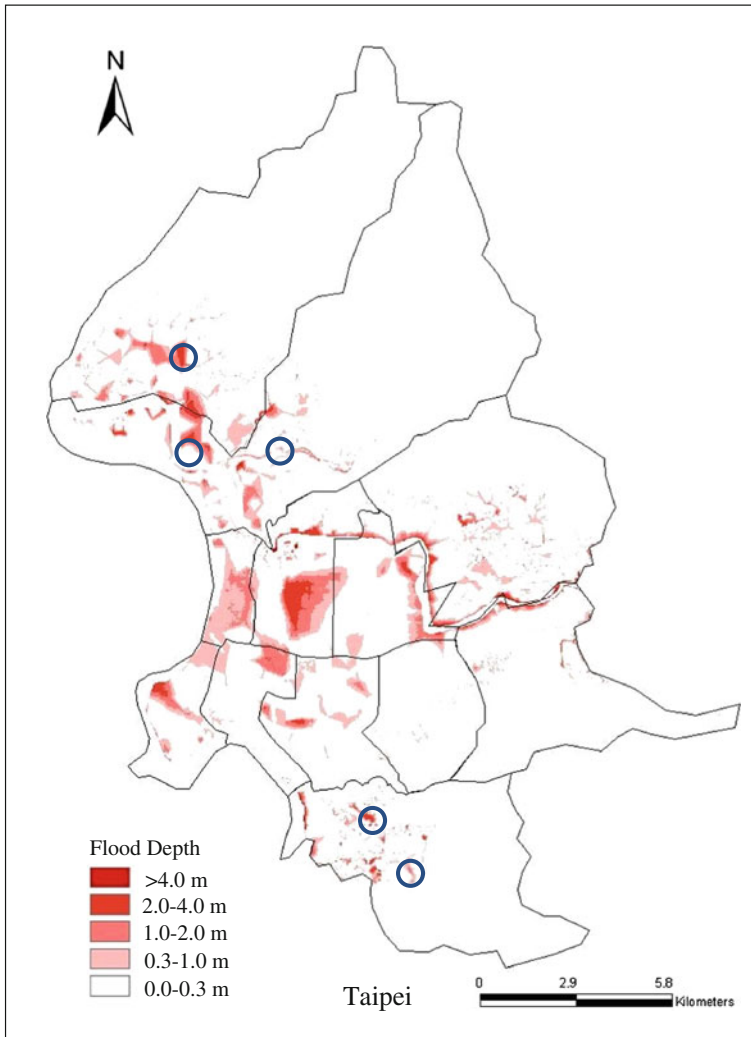 N
Flood Depth
>4.0 m
2.0-4.0 m
1.0-2.0 m
0.3-1.0 m
0.0-0.3 m
Taipei
0 2.9 5.8
Kilometers